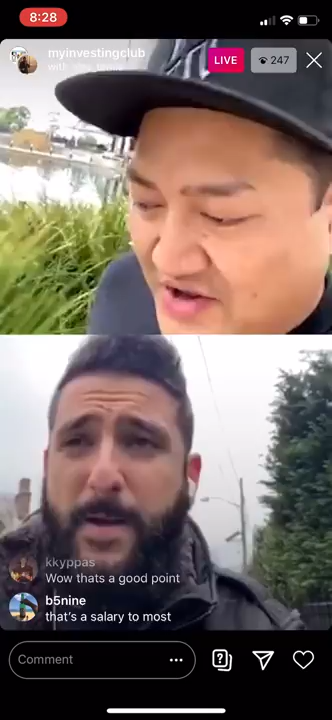 8:28
myinvestingclub
LIVE
247
kkyppas
Wow thats a good point
b5nine
that's a salary to most
Comment